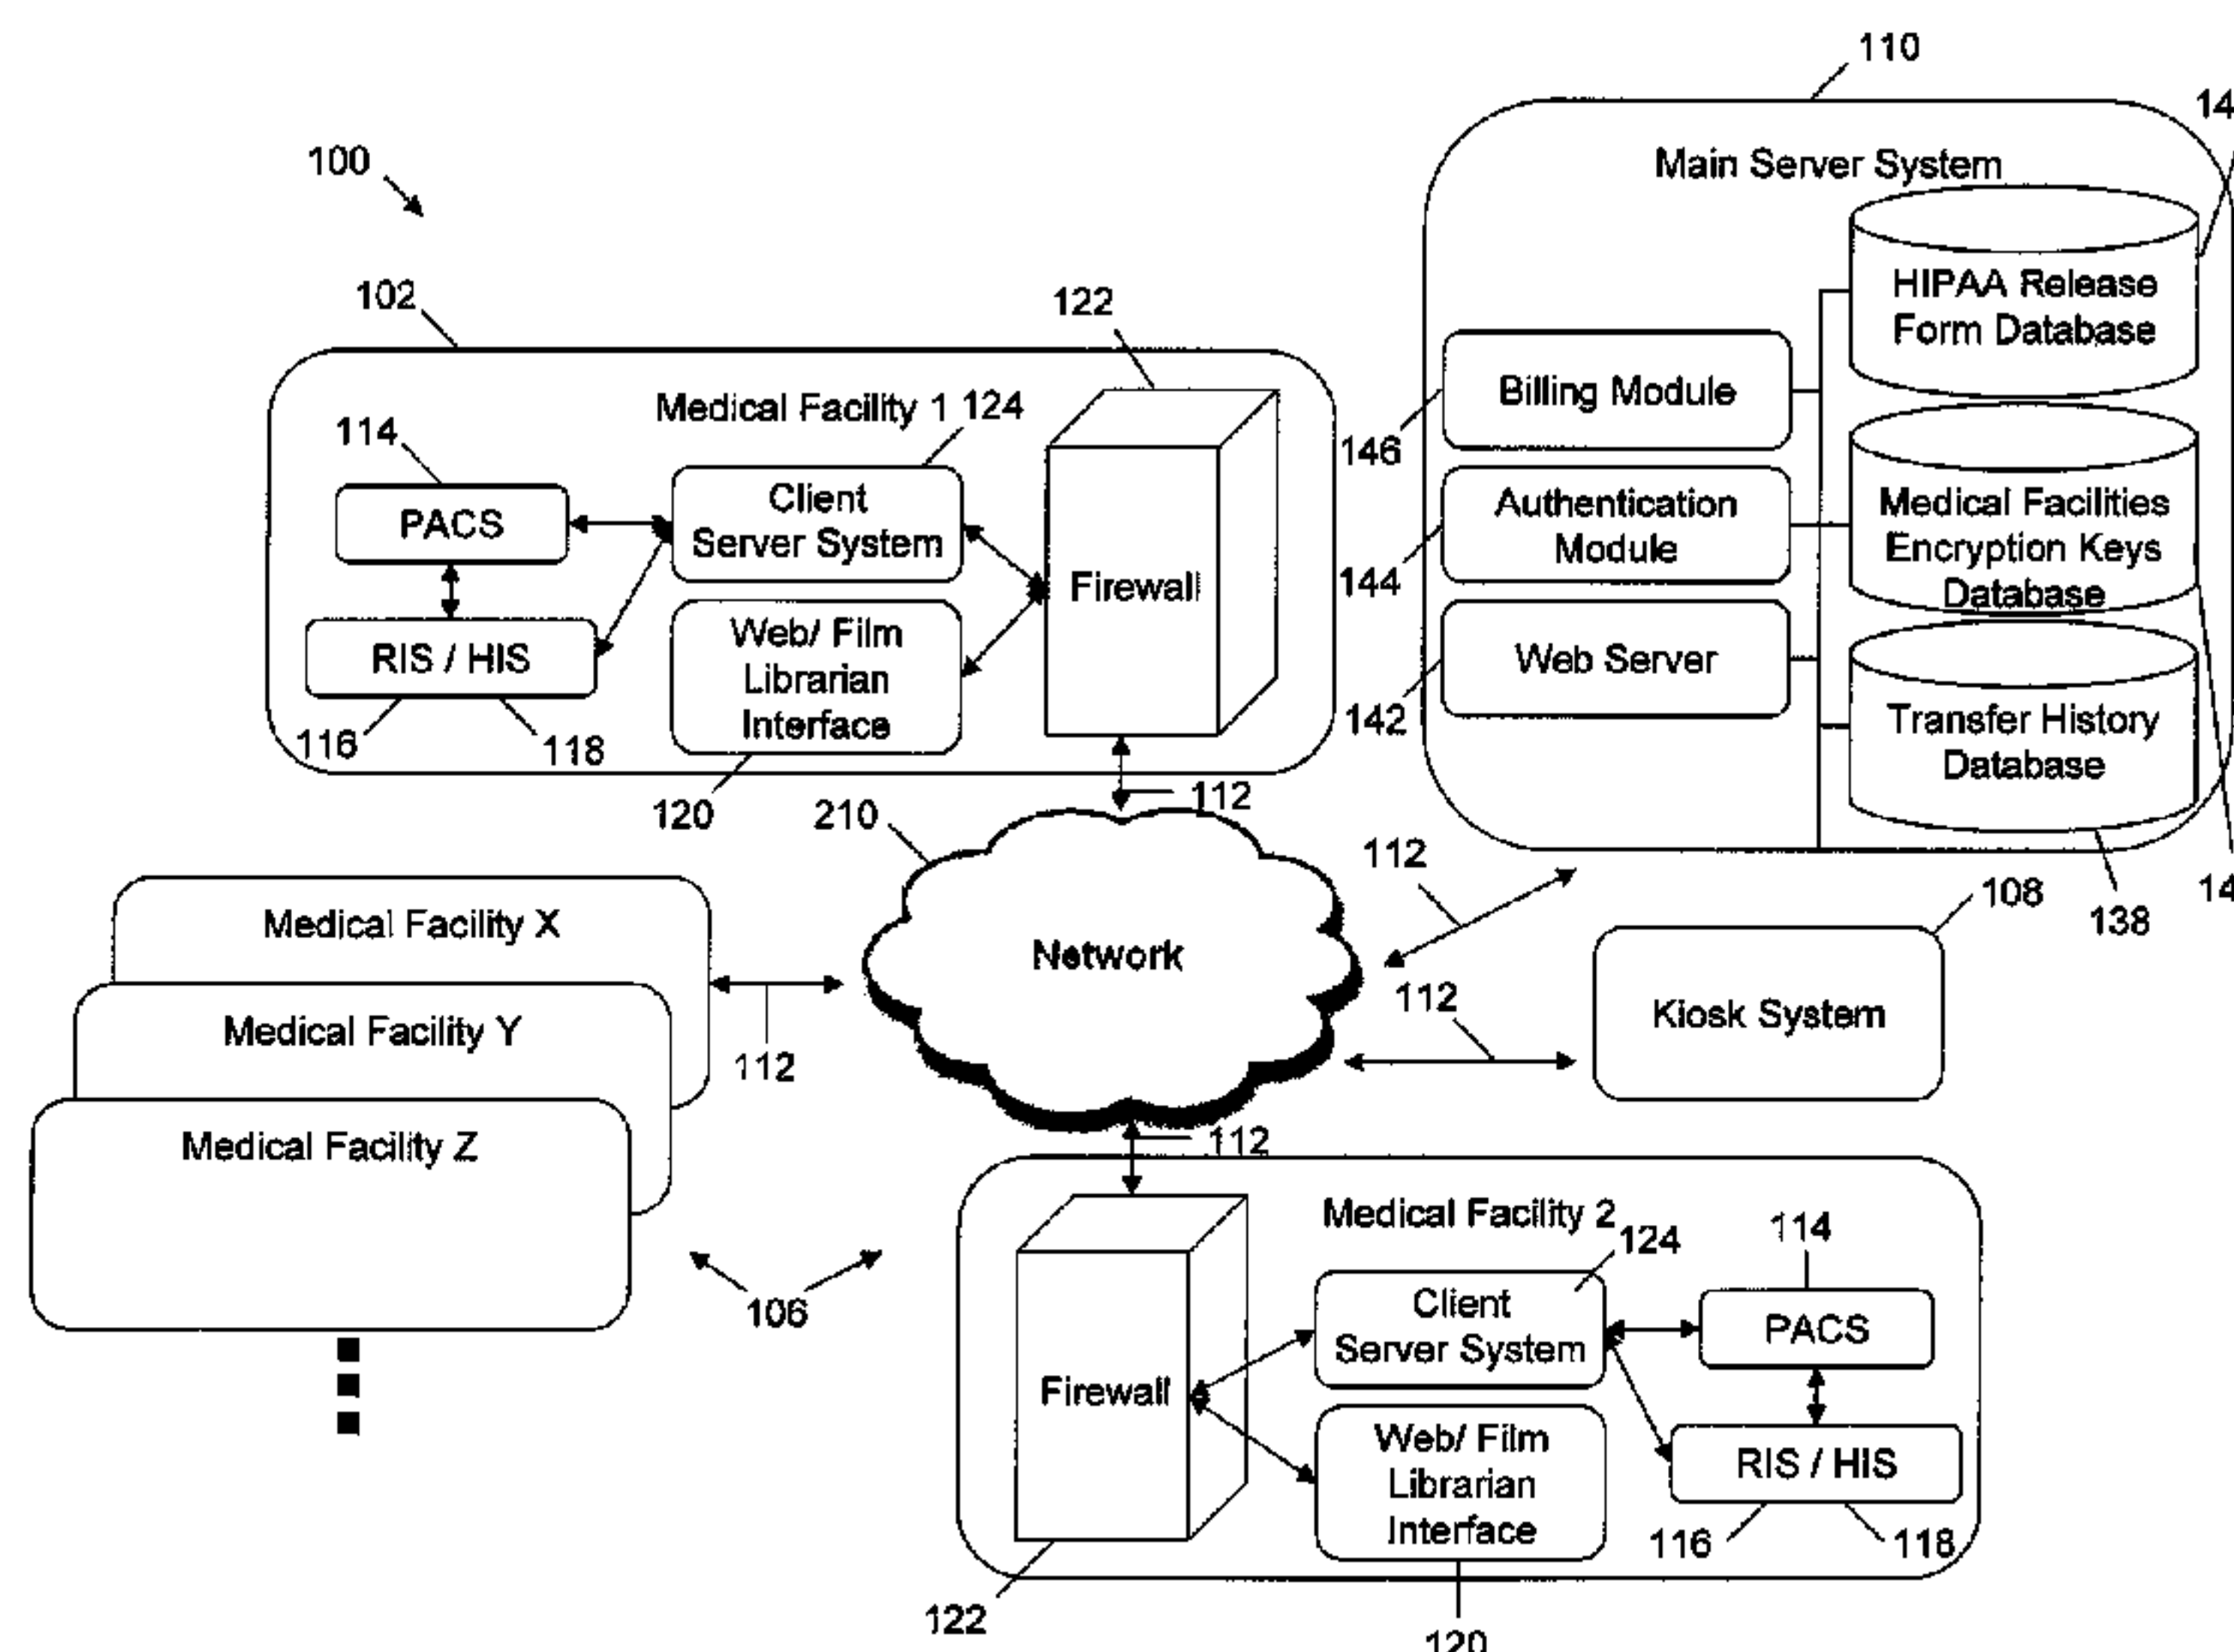 110
14
100
Main Server System
102
122
HIPAA Release
Form Database
Billing Module
146
Medical Facility 1
124
114
PACS
Client
Server System
Firewall
Authentication
Module
144
Medical Facilities
Encryption Keys
Database
RIS / HIS
Web/ Film
Librarian
Interface
116
118
120
Web Server
142
Transfer History
Database
138
14
112
210
112
108
Medical Facility X
Medical Facility Y
Medical Facility Z
112
Network
112
Kiosk System
112
106
Medical Facility 2
124
114
Client
Server System
PACS
Firewall
Web/ Film
Librarian
Interface
RIS / HIS
116
118
122
120